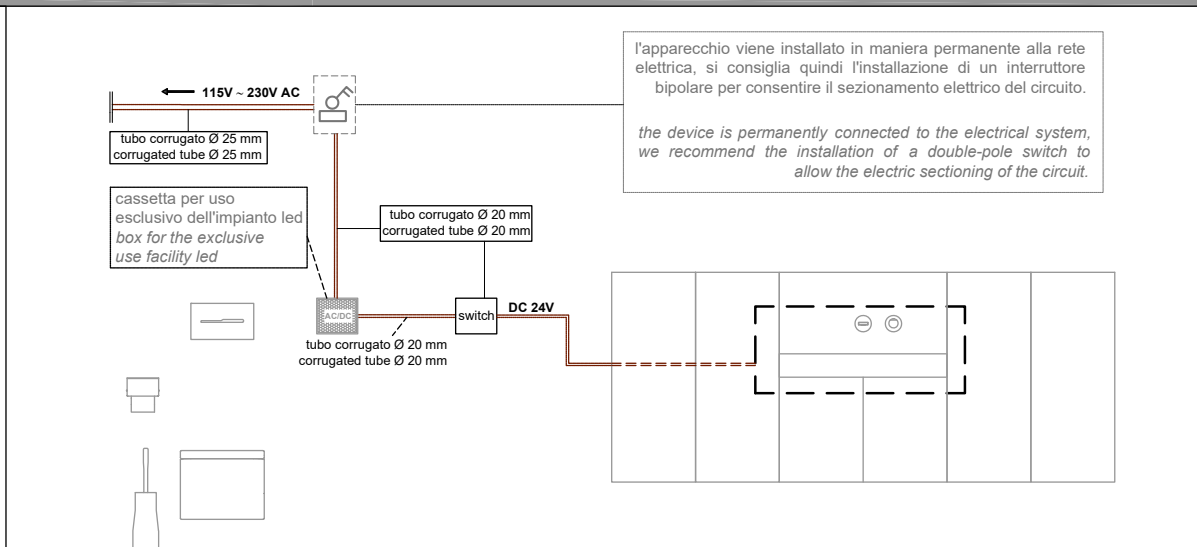 l'apparecchio viene installato in maniera permanente alla rete
elettrica, si consiglia quindi l'installazione di un interruttore
bipolare per consentire il sezionamento elettrico del circuito.
the device is permanently connected to the electrical system,
we recommend the installation of a double-pole switch to
allow the electric sectioning of the circuit.
115V ~ 230V AC
tubo corrugato Ø 25 mm
corrugated tube Ø 25 mm
cassetta per uso
esclusivo dell'impianto led
box for the exclusive
use facility led
tubo corrugato Ø 20 mm
corrugated tube Ø 20 mm
AC/DC
switch
DC 24V
tubo corrugato Ø 20 mm
corrugated tube Ø 20 mm